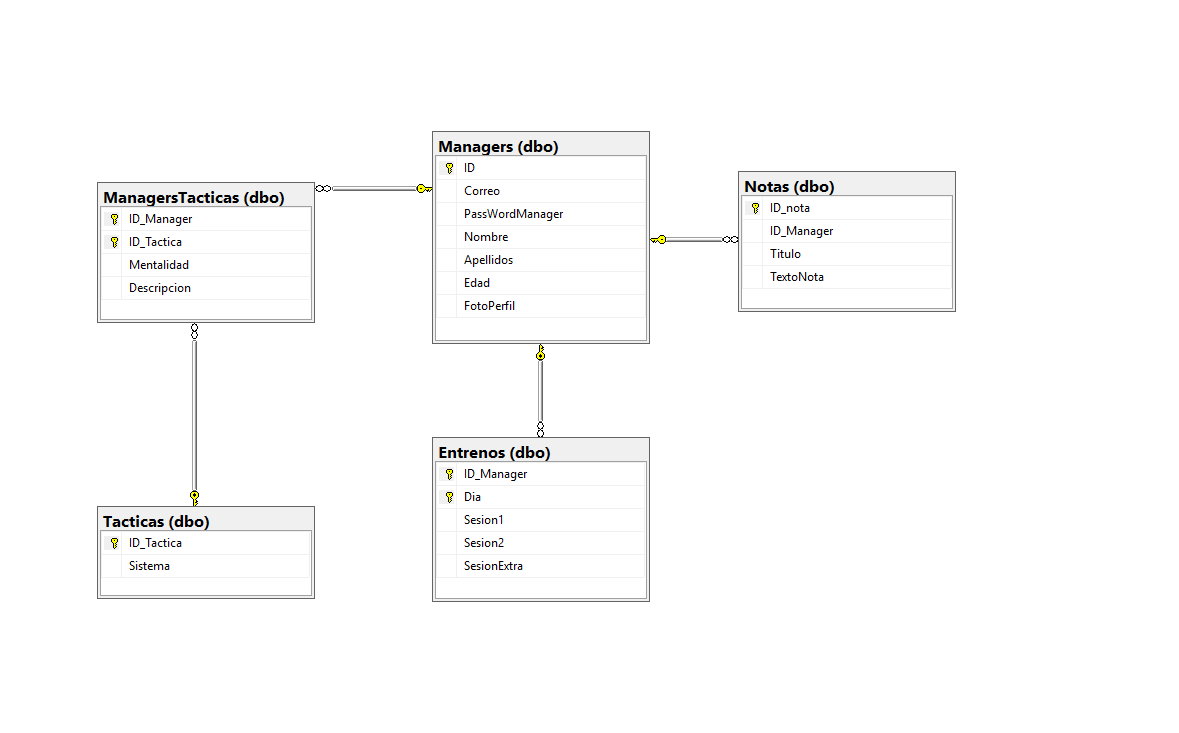 Managers (dbo)
ID
Correo
PassWordManager
Nombre
Apellidos
Edad
FotoPerfil
ManagersTacticas (dbo)
ID_Manager
ID_Tactica
Mentalidad
Descripcion
Notas (dbo)
ID_nota
ID_Manager
Titulo
TextoNota
Entrenos (dbo)
ID_Manager
Dia
Sesion1
Sesion2
SesionExtra
Tacticas (dbo)
ID_Tactica
Sistema